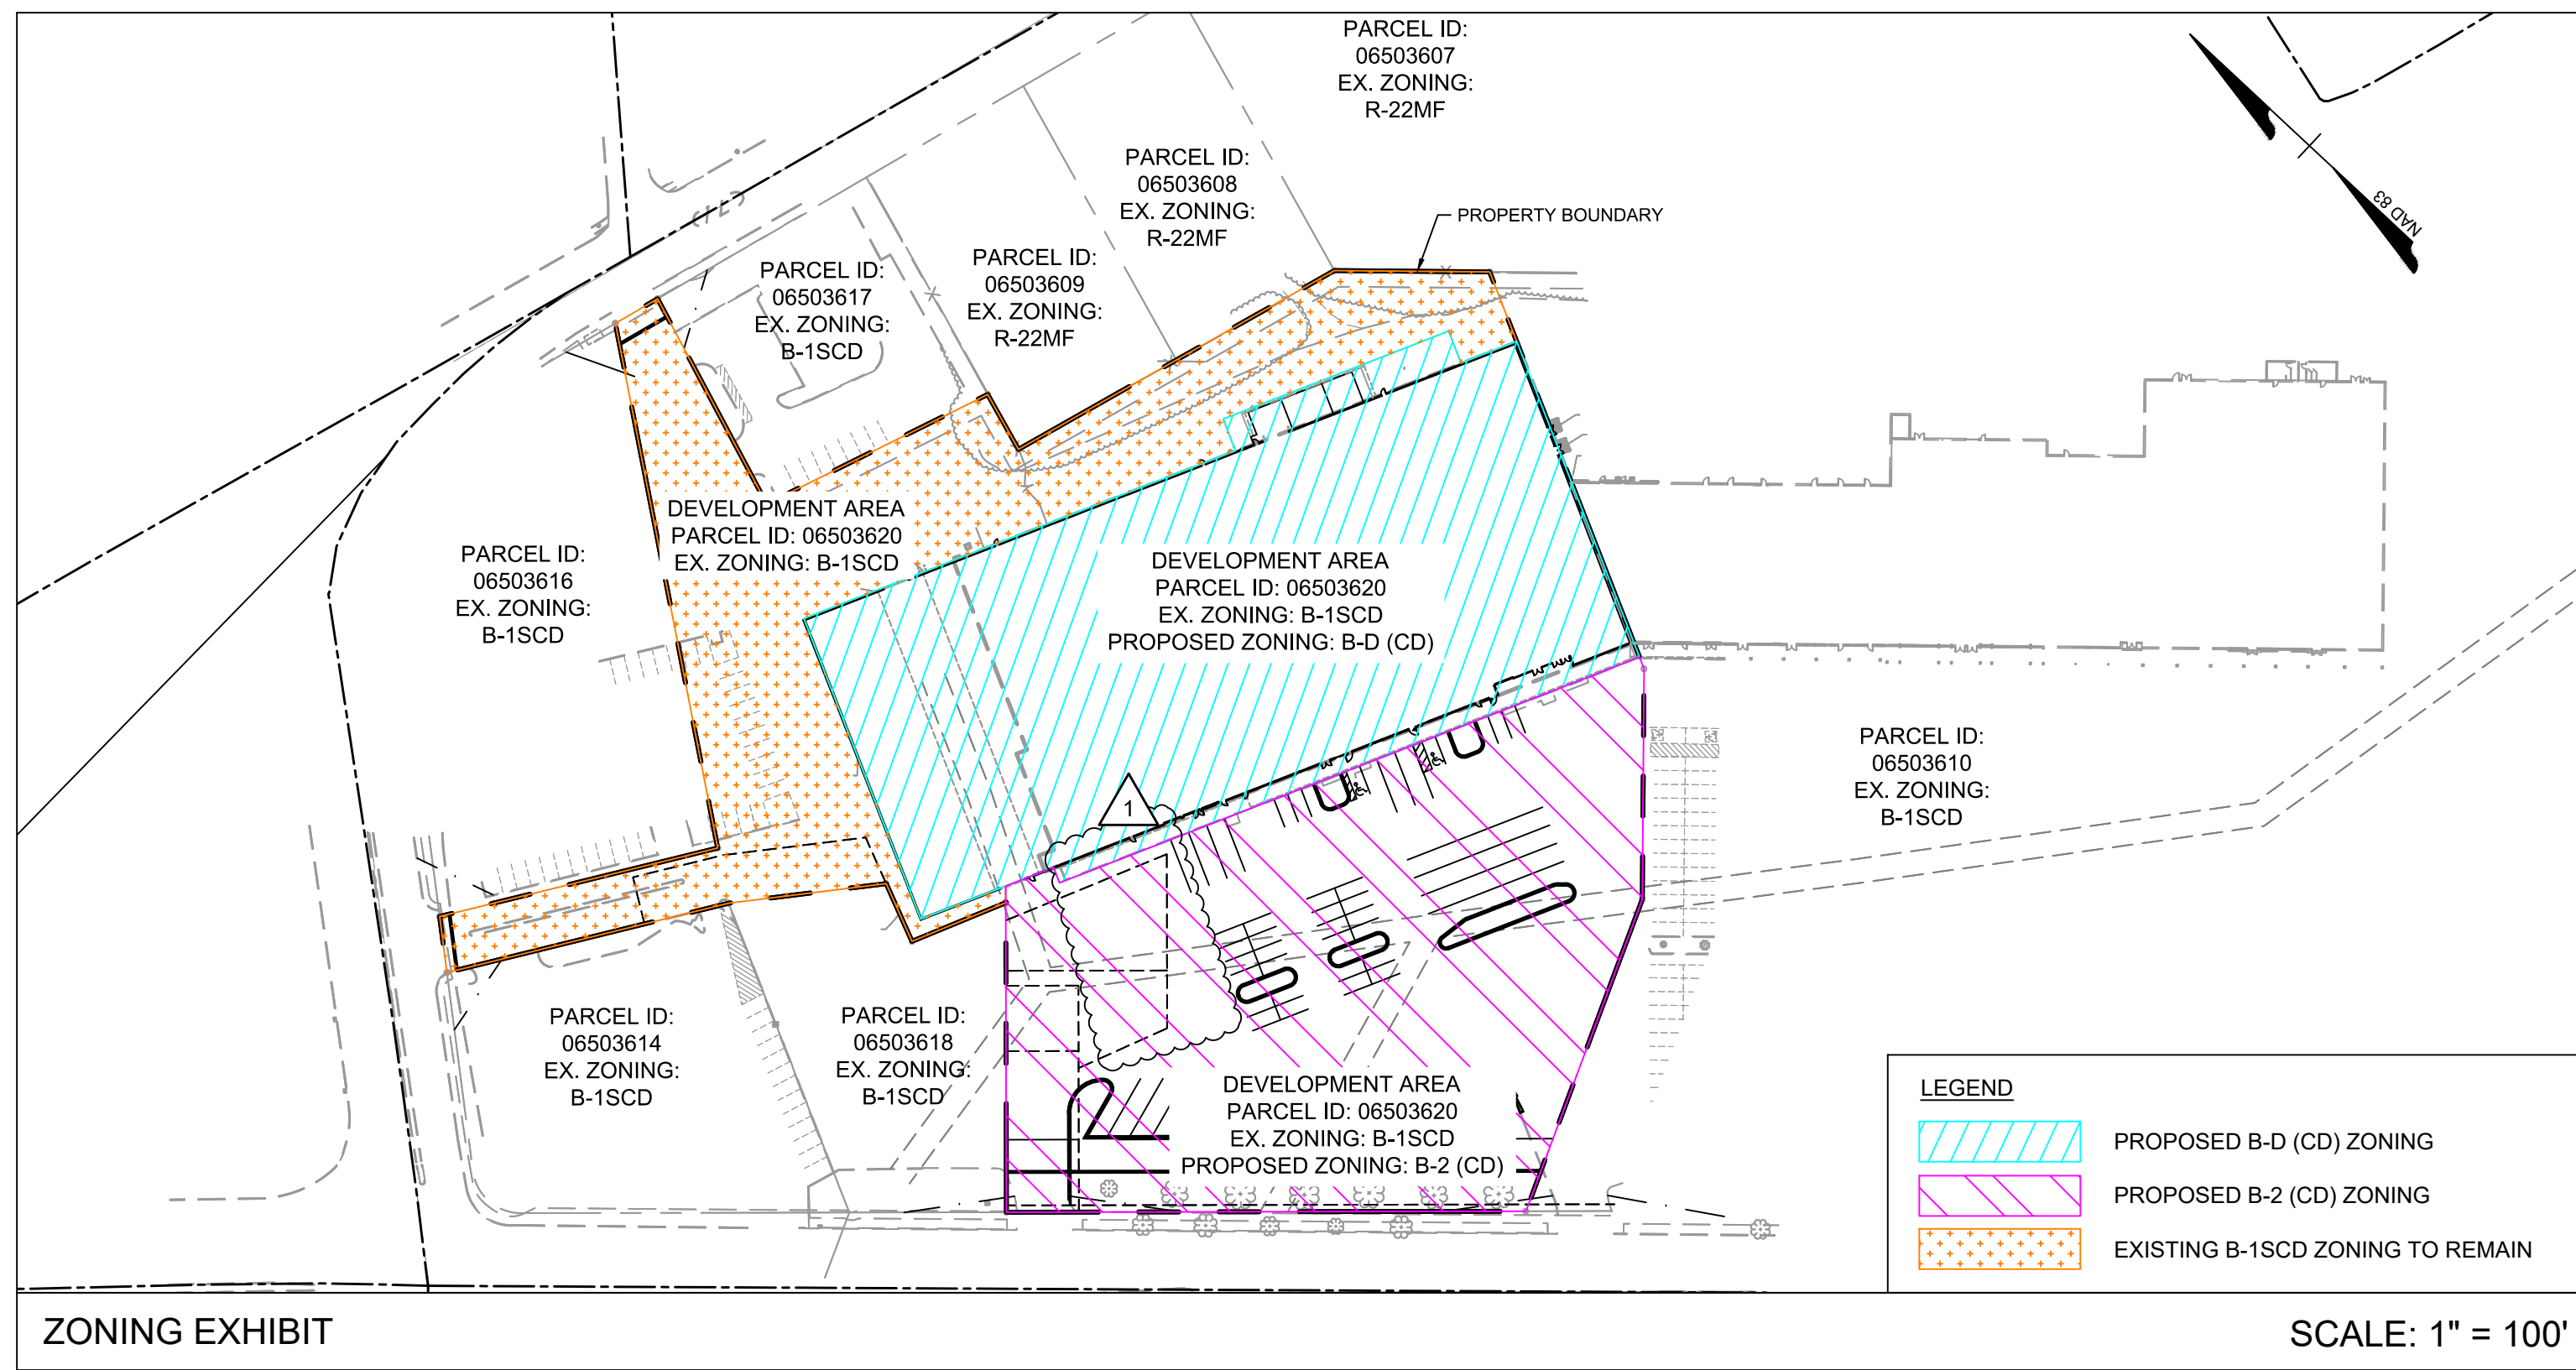 PARCEL ID:
06503607
EX. ZONING:
R-22MF
PARCEL ID:
06503608
EX. ZONING:
R-22MF
PROPERTY BOUNDARY
NAD 83
PARCEL ID:
06503609
EX. ZONING:
R-22MF
PARCEL ID:
06503617
EX. ZONING:
B-1SCD
DEVELOPMENT AREA
PARCEL ID: 06503620
EX. ZONING: B-1SCD
PARCEL ID:
06503616
EX. ZONING:
B-1SCD
DEVELOPMENT AREA
PARCEL ID: 06503620
EX. ZONING: B-1SCD
PROPOSED ZONING: B-D (CD)
PARCEL ID:
06503610
EX. ZONING:
B-1SCD
1
PARCEL ID:
06503614
EX. ZONING:
B-1SCD
PARCEL ID:
06503618
EX. ZONING:
B-1SCD
DEVELOPMENT AREA
PARCEL ID: 06503620
EX. ZONING: B-1SCD
PROPOSED ZONING: B-2 (CD)
LEGEND
PROPOSED B-D (CD) ZONING
PROPOSED B-2 (CD) ZONING
EXISTING B-1SCD ZONING TO REMAIN
ZONING EXHIBIT
SCALE: 1" = 100'